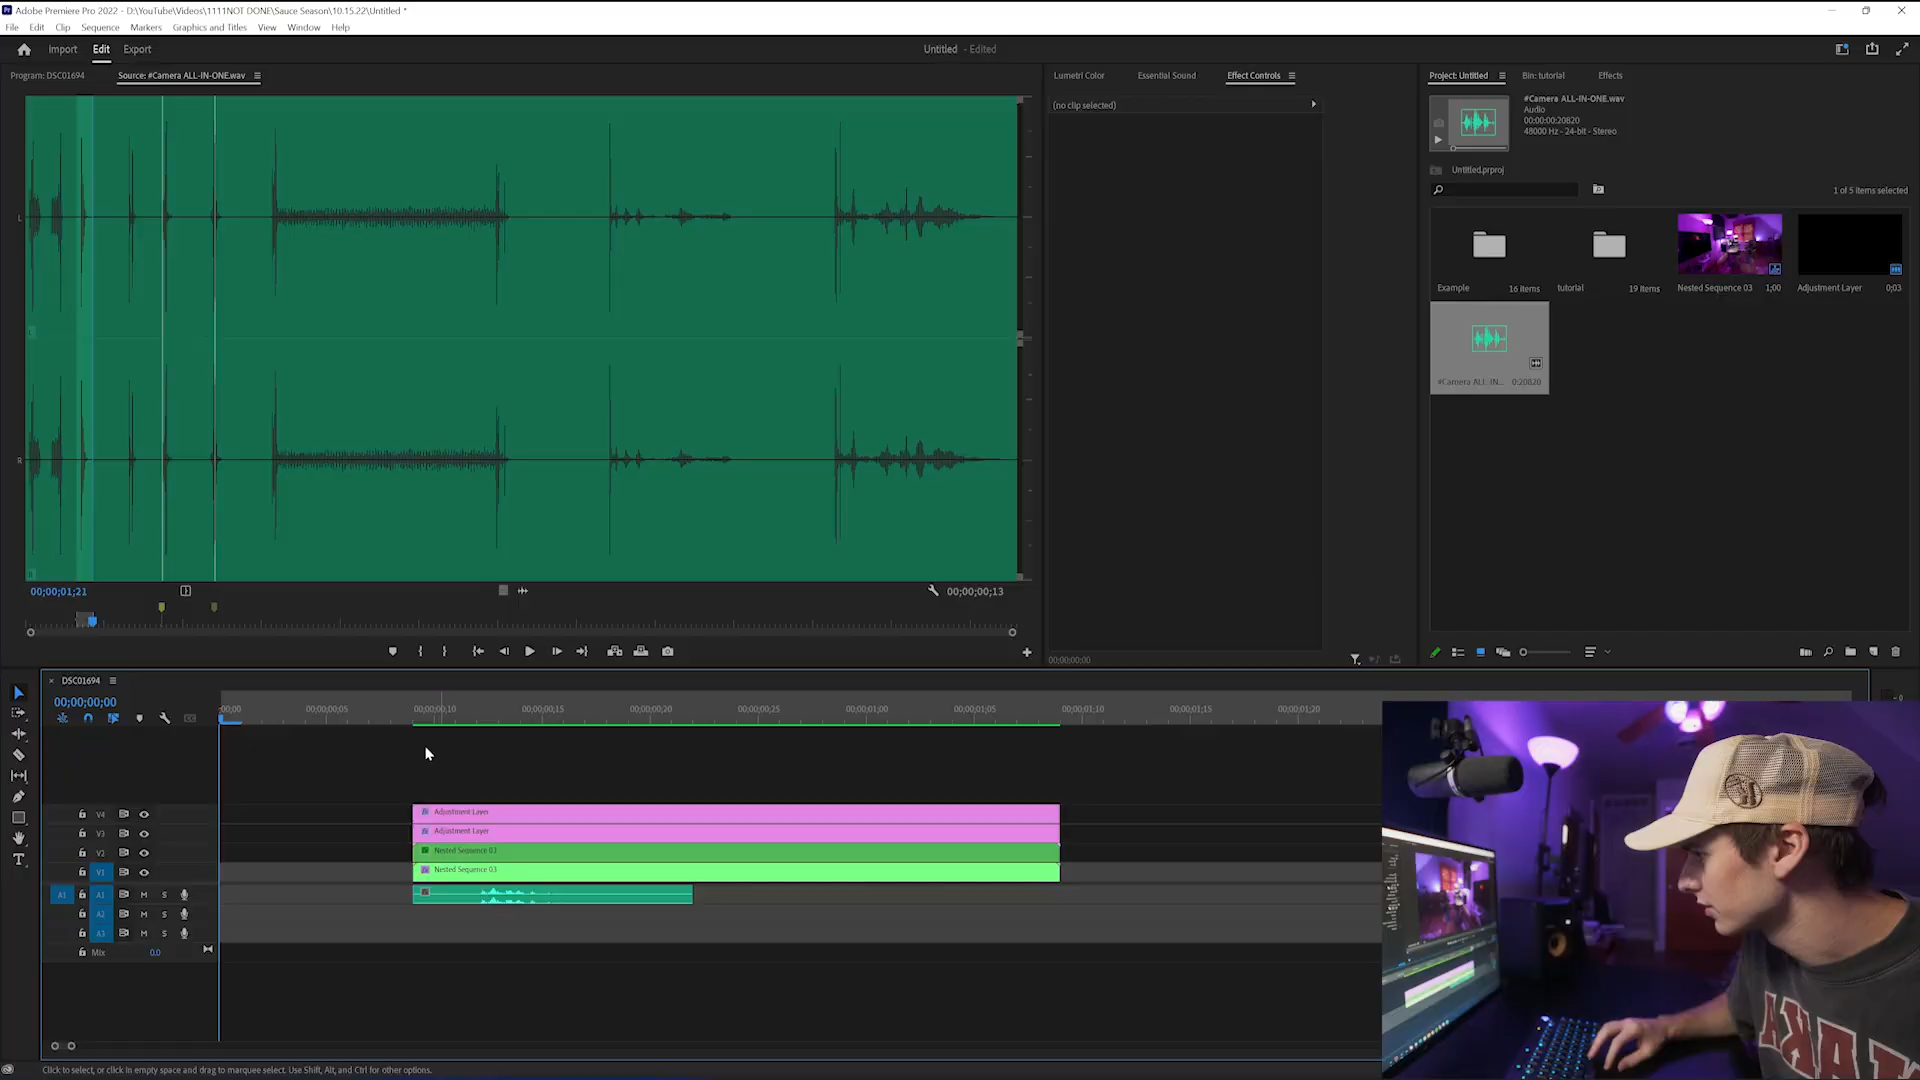 Adobe Premiere Pro 2022 - D:\YouTube\Videos\1111NOT DONE\Sauce Season\10.15.22\Untitled *
File Edit Clip Sequence Markers Graphics and Titles View Window Help
Import Edit Export
Untitled - Edited
Program: DSC01694
Source: #Camera ALL-IN-ONE.wav
Lumetri Color
Essential Sound
Effect Controls
Project: Untitled
Bin: tutorial
Effects
(no clip selected)
#Camera ALL-IN-ONE.wav
Audio
00:00:00:20820
48000 Hz - 24-bit - Stereo
Untitled.prproj
1 of 5 items selected
Example 16 items
tutorial 19 items
Nested Sequence 03 1;00
Adjustment Layer 0;03
#Camera ALL-IN... 0:20820
L
R
00;00;01;21
00;00;00;13
00;00;00;00
DSC01694
00;00;00;00
;00;00 00;00;00;05 00;00;00;10 00;00;00;15 00;00;00;20 00;00;00;25 00;00;01;00 00;00;01;05 00;00;01;10 00;00;01;15 00;00;01;20
V4 Adjustment Layer
V3 Adjustment Layer
V2 Nested Sequence 03
V1 Nested Sequence 03
A1 A1 M S
A2 M S
A3 M S
Mix 0.0
Click to select, or click in empty space and drag to marquee select. Use Shift, Alt, and Ctrl for other options.